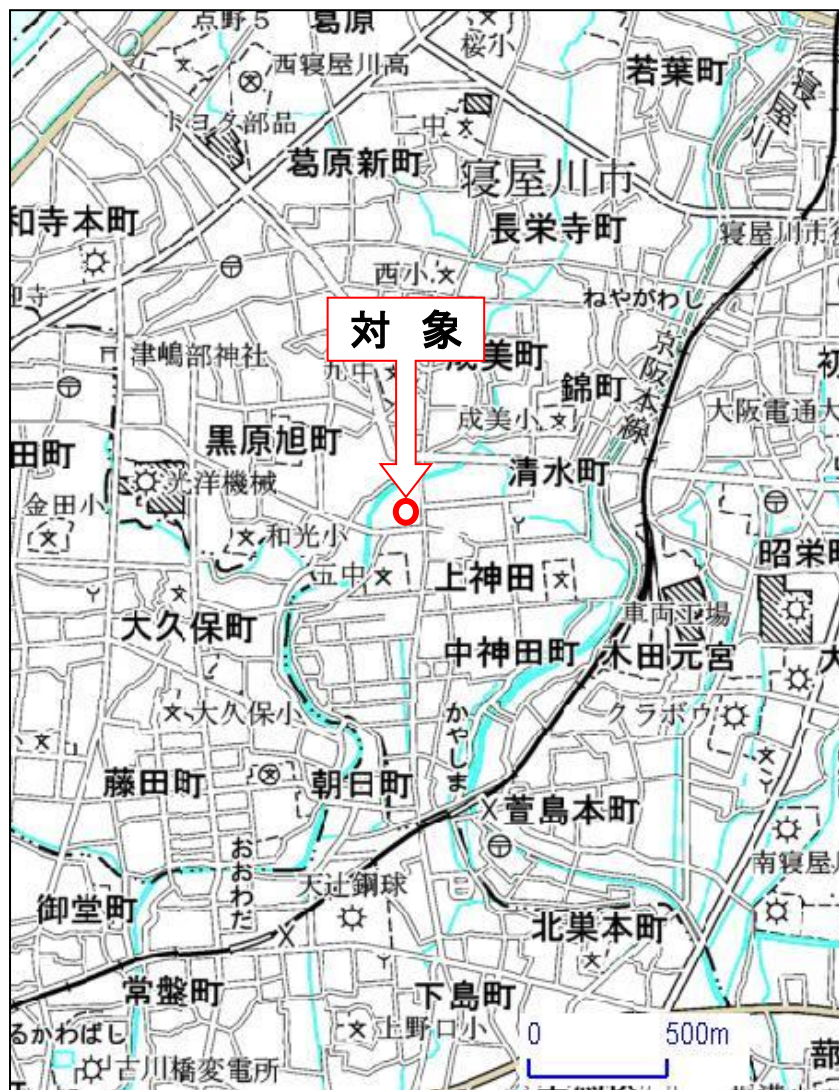 点野5
葛原
桜小
西寝屋川高
若葉町
寝屋川
トヨタ部品
二中
葛原新町
寝屋川市
和寺本町
長栄寺町
寝屋川市
西小
ねやがわし
京阪本線
対 象
津嶋部神社
九中
成美町
錦町
初
成美小
大阪電通大
黒原旭町
田町
清水町
光洋機械
金田小
和光小
昭栄町
五中
上神田
大久保町
車両工場
中神田町
木田元宮
大
大久保小
かやしま
クラボウ
藤田町
朝日町
萱島本町
おおわだ
南寝屋川
天辻鋼球
御堂町
北巣本町
常盤町
下島町
るかわばし
上野口小
0 500m
古川橋変電所